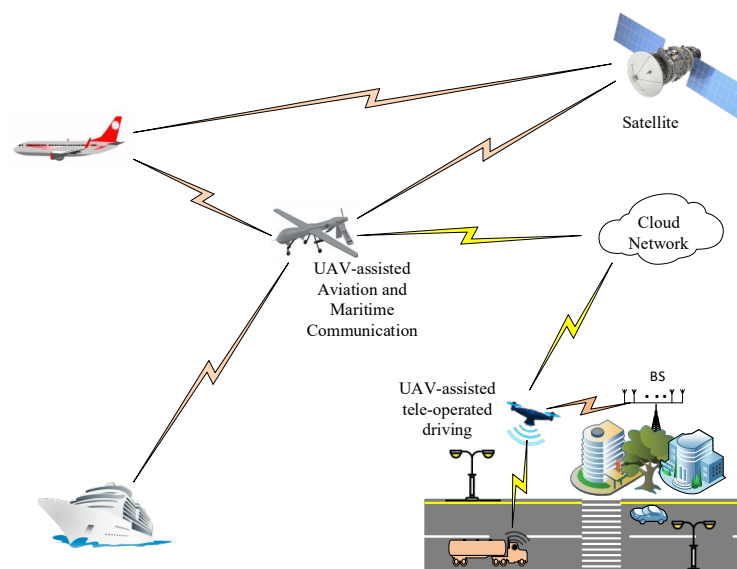 Satellite
Cloud
Network
UAV-assisted
Aviation and
Maritime
Communication
UAV-assisted
tele-operated
driving
BS